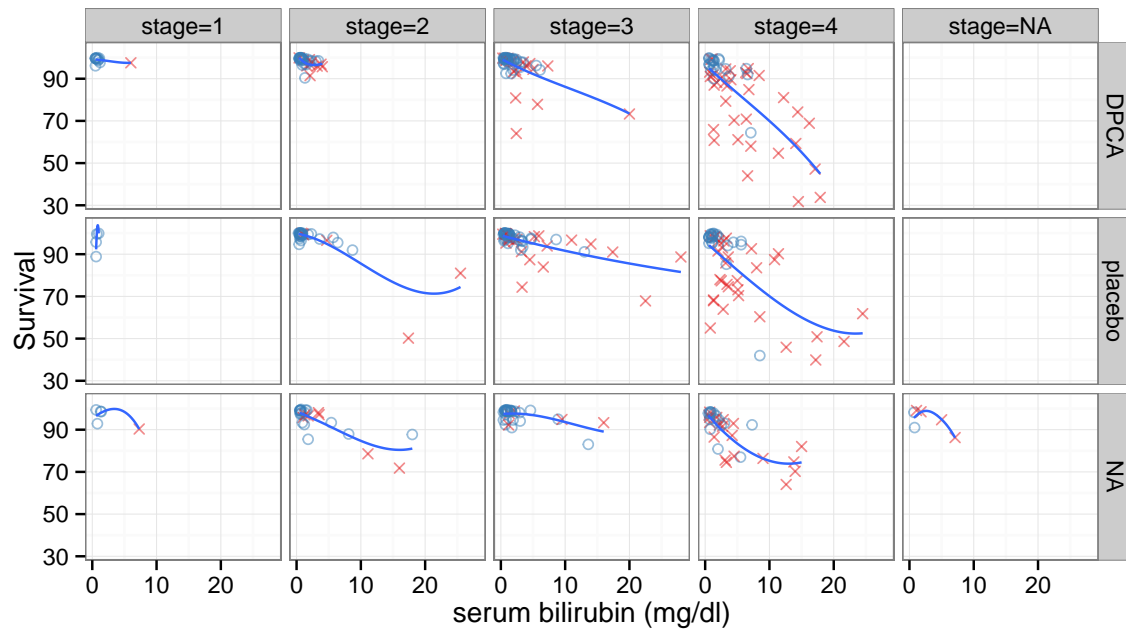 stage=1 stage=2 stage=3 stage=4 stage=NA
90
70
50
30
DPCA
90
70
50
30
placebo
90
70
50
30
NA
Survival
0 10 20 0 10 20 0 10 20 0 10 20 0 10 20
serum bilirubin (mg/dl)